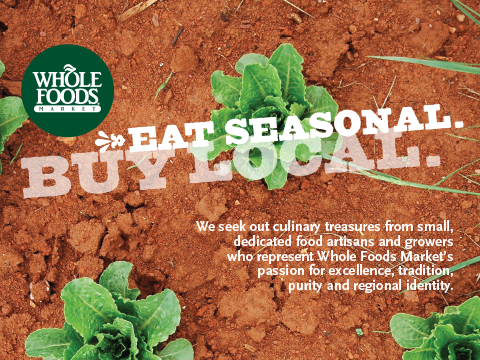 WHOLE
FOODS
MARKET
EAT SEASONAL.
BUY LOCAL.
We seek out culinary treasures from small,
dedicated food artisans and growers
who represent Whole Foods Market's
passion for excellence, tradition,
purity and regional identity.